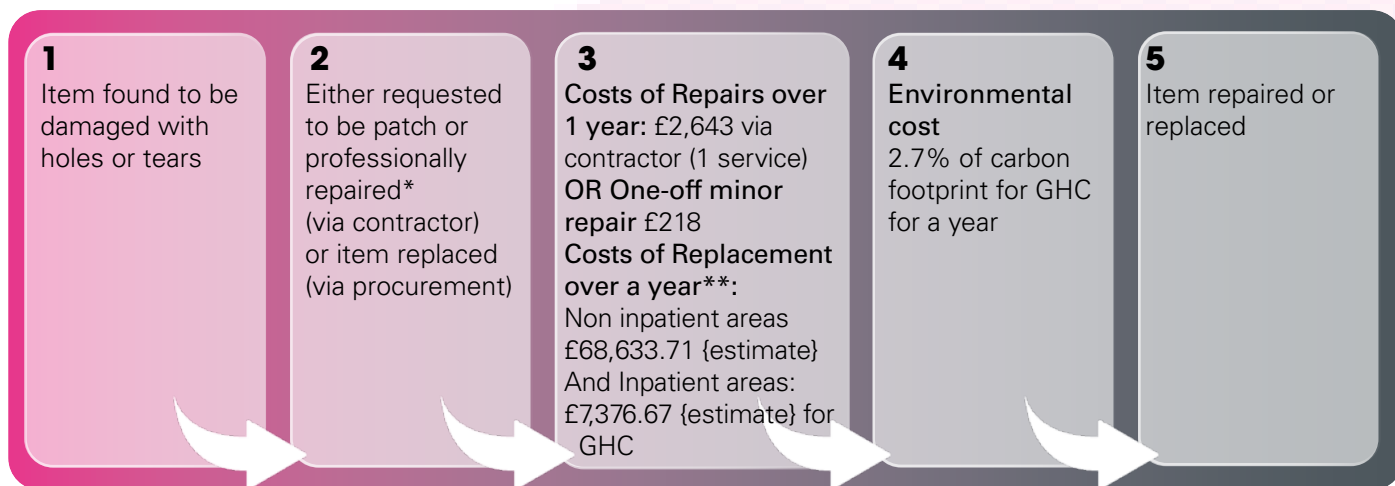 1
Item found to be
damaged with
holes or tears
2
Either requested
to be patch or
professionally
repaired*
(via contractor)
or item replaced
(via procurement)
3
Costs of Repairs over
1 year: £2,643 via
contractor (1 service)
OR One-off minor
repair £218
Costs of Replacement
over a year**:
Non inpatient areas
£68,633.71 {estimate}
And Inpatient areas:
£7,376.67 {estimate} for
GHC
4
Environmental
cost
2.7% of carbon
footprint for GHC
for a year
5
Item repaired or
replaced